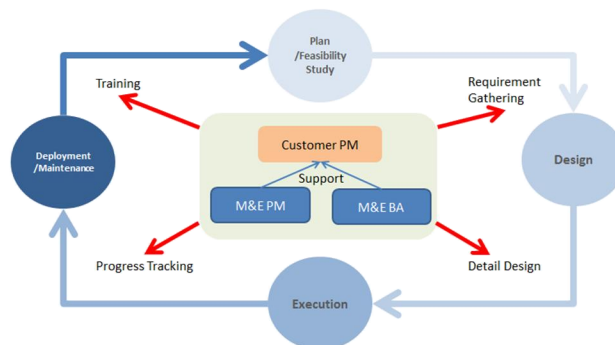 Plan
/Feasibility
Study
Training
Requirement
Gathering
Customer PM
Deployment
/Maintenance
Support
Design
M&E PM
M&E BA
Progress Tracking
Detail Design
Execution